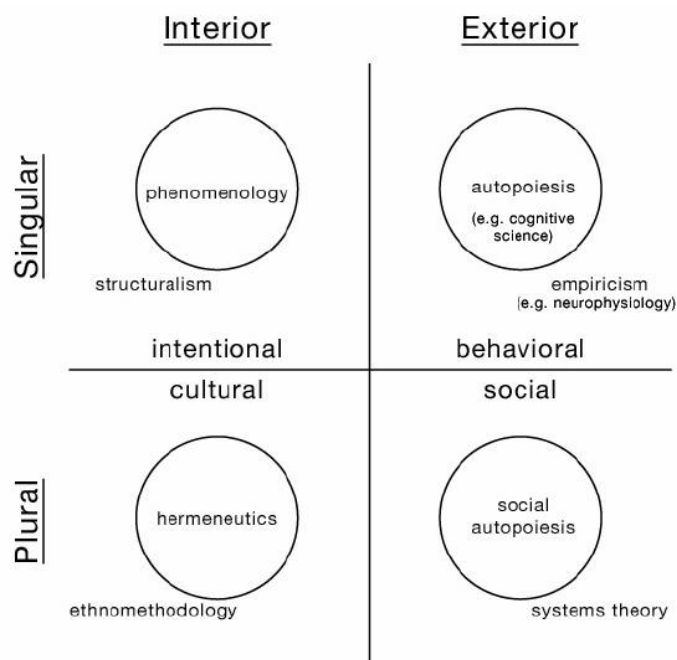 Interior
Exterior
Singular
phenomenology
structuralism
intentional
autopoiesis
(e.g. cognitive
science)
empiricism
(e.g. neurophysiology)
behavioral
Plural
cultural
hermeneutics
ethnomethodology
social
social
autopoiesis
systems theory